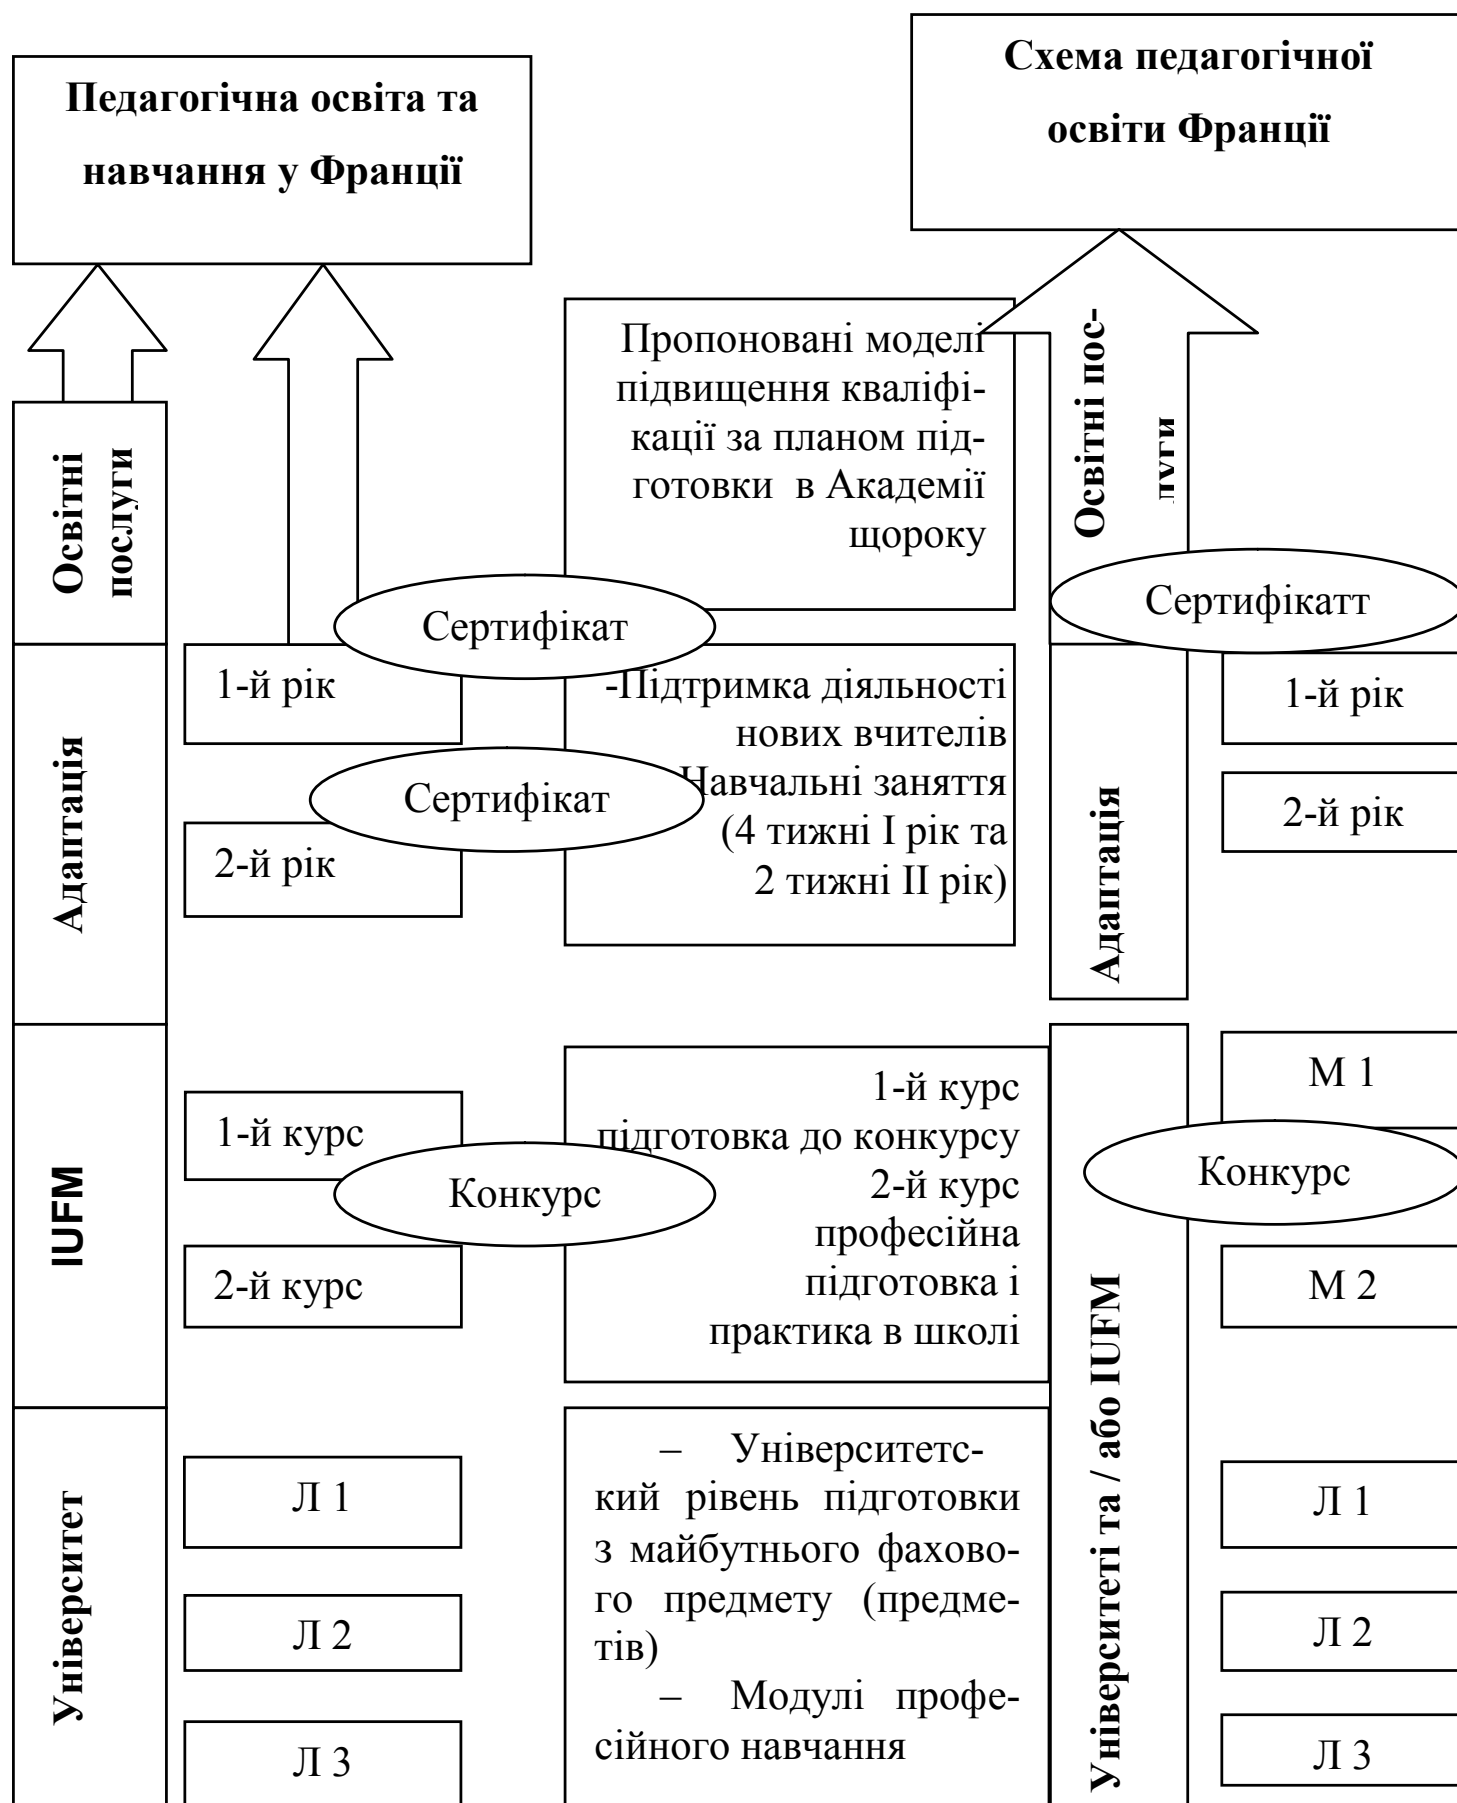 Педагогічна освіта та
навчання у Франції
Схема педагогічної
освіти Франції
Освітні
послуги
Пропоновані моделі
підвищення кваліфі-
кації за планом під-
готовки в Академії
щороку
Освітні пос-
луги
Сертифікат
Сертифікатт
Адаптація
1-й рік
Сертифікат
2-й рік
-Підтримка діяльності
нових вчителів
Навчальні заняття
(4 тижні І рік та
2 тижні ІІ рік)
Адаптація
1-й рік
2-й рік
IUFM
1-й курс
Конкурс
2-й курс
1-й курс
підготовка до конкурсу
2-й курс
професійна
підготовка і
практика в школі
Університеті та / або IUFM
М 1
Конкурс
М 2
Університет
Л 1
Л 2
Л 3
– Університетс-
кий рівень підготовки
з майбутнього фахово-
го предмету (предме-
тів)
– Модулі профе-
сійного навчання
Л 1
Л 2
Л 3